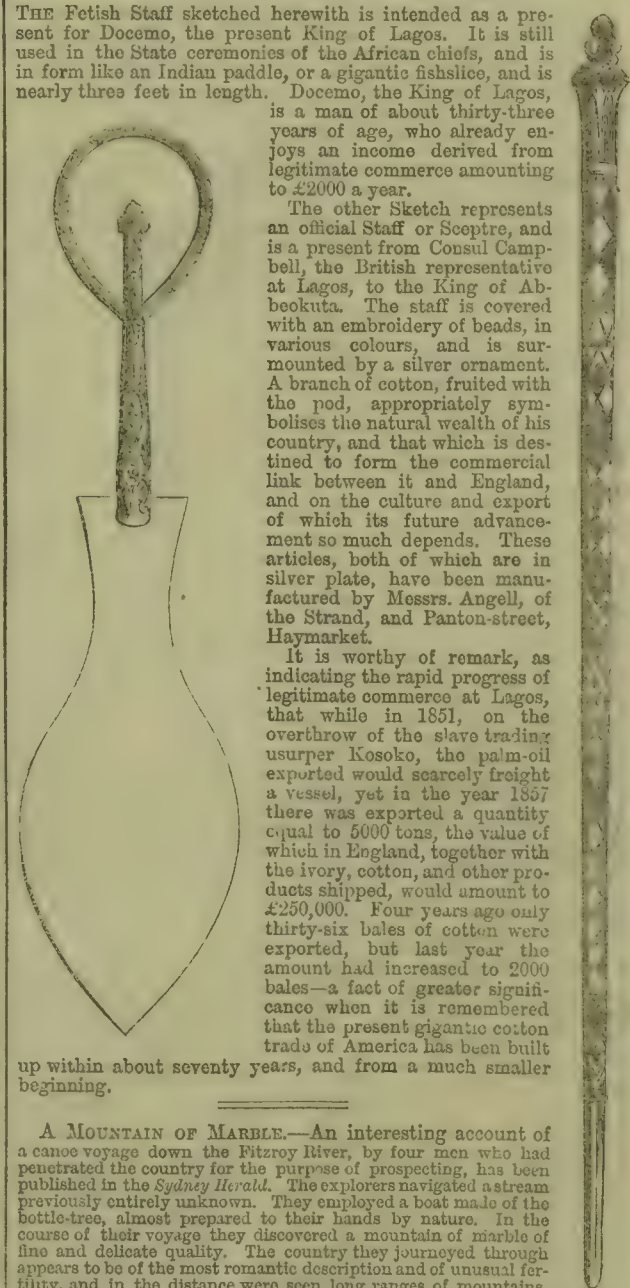 THE Fetish Staff sketched herewith is intended as a pre-
sent for Docemo, the present King of Lagos. It is still
used in the State ceremonies of the African chiefs, and is
in form like an Indian paddle, or a gigantic fishslice, and is
nearly three feet in length. Docemo, the King of Lagos,
is a man of about thirty-three
years of age, who already en-
joys an income derived from
legitimate commerce amounting
to £2000 a year.
The other Sketch represents
an official Staff or Sceptre, and
is a present from Consul Camp-
bell, the British representative
at Lagos, to the King of Ab-
beokuta. The staff is covered
with an embroidery of beads, in
various colours, and is sur-
mounted by a silver ornament.
A branch of cotton, fruited with
the pod, appropriately sym-
bolises the natural wealth of his
country, and that which is des-
tined to form the commercial
link between it and England,
and on the culture and export
of which its future advance-
ment so much depends. These
articles, both of which are in
silver plate, have been manu-
factured by Messrs. Angell, of
the Strand, and Panton-street,
Haymarket.
It is worthy of remark, as
indicating the rapid progress of
legitimate commerce at Lagos,
that while in 1851, on the
overthrow of the slave trading
usurper Kosoko, the palm-oil
exported would scarcely freight
a vessel, yet in the year 1857
there was exported a quantity
equal to 5000 tons, the value of
which in England, together with
the ivory, cotton, and other pro-
ducts shipped, would amount to
£250,000. Four years ago only
thirty-six bales of cotton were
exported, but last year the
amount had increased to 2000
bales—a fact of greater signifi-
cance when it is remembered
that the present gigantic cotton
trade of America has been built
up within about seventy years, and from a much smaller
beginning.
A MOUNTAIN OF MARBLE.—An interesting account of
a canoe voyage down the Fitzroy River, by four men who had
penetrated the country for the purpose of prospecting, has been
published in the Sydney Herald. The explorers navigated a stream
previously entirely unknown. They employed a boat made of the
bottle-tree, almost prepared to their hands by nature. In the
course of their voyage they discovered a mountain of marble of
fine and delicate quality. The country they journeyed through
appears to be of the most romantic description and of unusual fer-
tility, and in the distance were seen long ranges of mountains